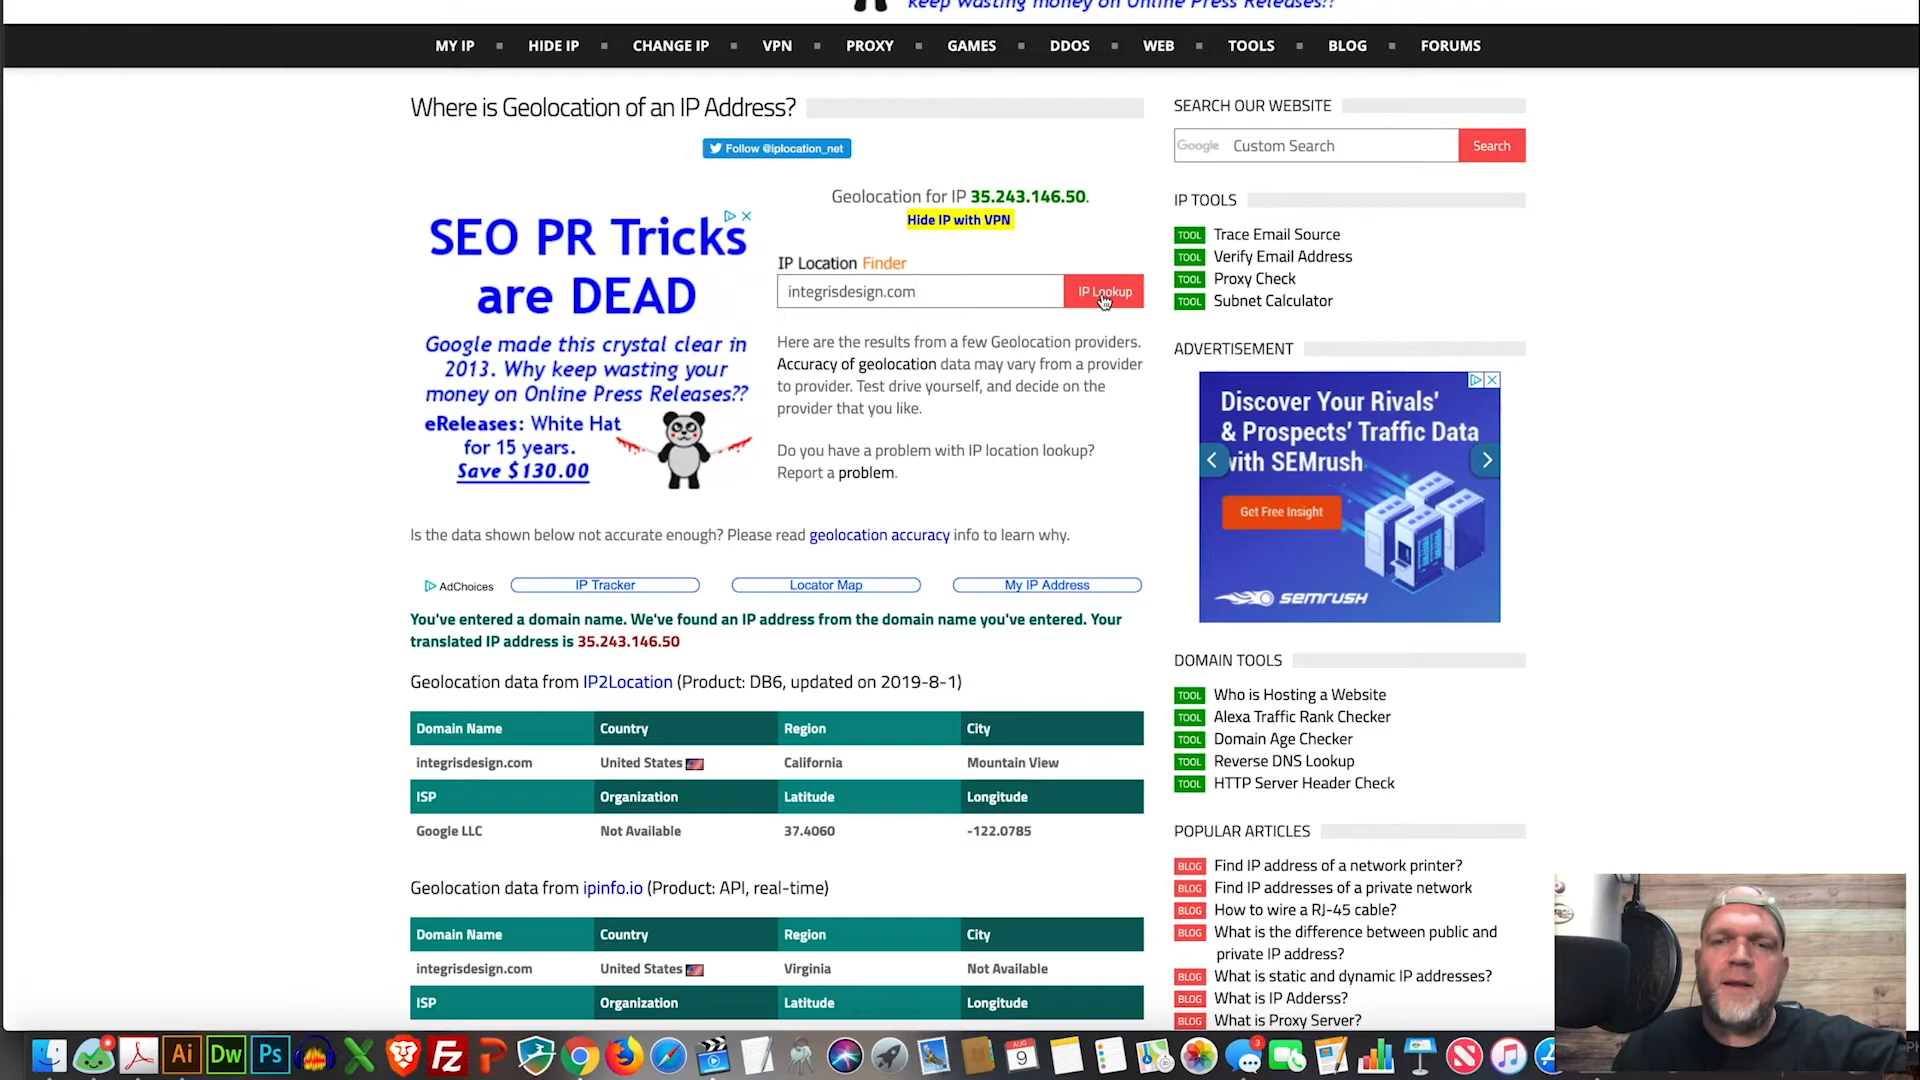 keep wasting money on Online Press Releases??
MY IP HIDE IP CHANGE IP VPN PROXY GAMES DDOS WEB TOOLS BLOG FORUMS
Where is Geolocation of an IP Address?
Follow @iplocation_net
SEO PR Tricks
are DEAD
Google made this crystal clear in
2013. Why keep wasting your
money on Online Press Releases??
eReleases: White Hat
for 15 years.
Save $130.00
Geolocation for IP 35.243.146.50.
Hide IP with VPN
IP Location Finder
integrisdesign.com
IP Lookup
Here are the results from a few Geolocation providers.
Accuracy of geolocation data may vary from a provider
to provider. Test drive yourself, and decide on the
provider that you like.
Do you have a problem with IP location lookup?
Report a problem.
Is the data shown below not accurate enough? Please read geolocation accuracy info to learn why.
AdChoices
IP Tracker
Locator Map
My IP Address
You've entered a domain name. We've found an IP address from the domain name you've entered. Your
translated IP address is 35.243.146.50
Geolocation data from IP2Location (Product: DB6, updated on 2019-8-1)
Domain Name Country Region City
integrisdesign.com United States California Mountain View
ISP Organization Latitude Longitude
Google LLC Not Available 37.4060 -122.0785
Geolocation data from ipinfo.io (Product: API, real-time)
Domain Name Country Region City
integrisdesign.com United States Virginia Not Available
ISP Organization Latitude Longitude
SEARCH OUR WEBSITE
Google Custom Search
Search
IP TOOLS
TOOL Trace Email Source
TOOL Verify Email Address
TOOL Proxy Check
TOOL Subnet Calculator
ADVERTISEMENT
Discover Your Rivals'
& Prospects' Traffic Data
with SEMrush
Get Free Insight
SEMRUSH
DOMAIN TOOLS
TOOL Who is Hosting a Website
TOOL Alexa Traffic Rank Checker
TOOL Domain Age Checker
TOOL Reverse DNS Lookup
TOOL HTTP Server Header Check
POPULAR ARTICLES
BLOG Find IP address of a network printer?
BLOG Find IP addresses of a private network
BLOG How to wire a RJ-45 cable?
BLOG What is the difference between public and
private IP address?
BLOG What is static and dynamic IP addresses?
BLOG What is IP Adderss?
BLOG What is Proxy Server?
Ai Dw Ps Fz AUG 9 3